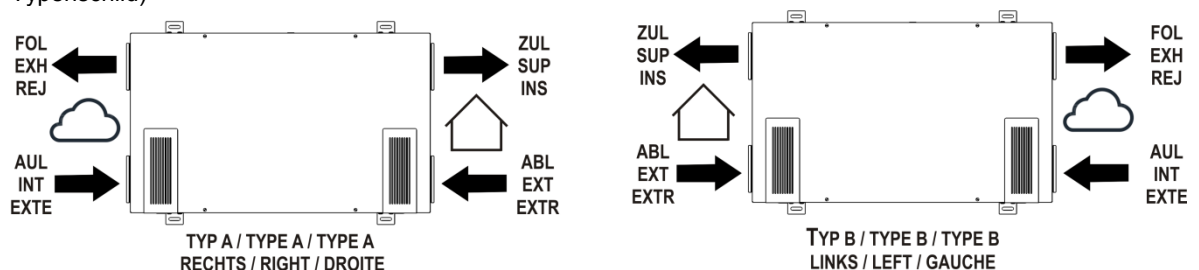 Typenschild)
FOL
EXH
REJ
ZUL
SUP
INS
AUL
INT
EXTE
ABL
EXT
EXTR
TYP A / TYPE A / TYPE A
RECHTS / RIGHT / DROITE
ZUL
SUP
INS
FOL
EXH
REJ
ABL
EXT
EXTR
AUL
INT
EXTE
TYP B / TYPE B / TYPE B
LINKS / LEFT / GAUCHE